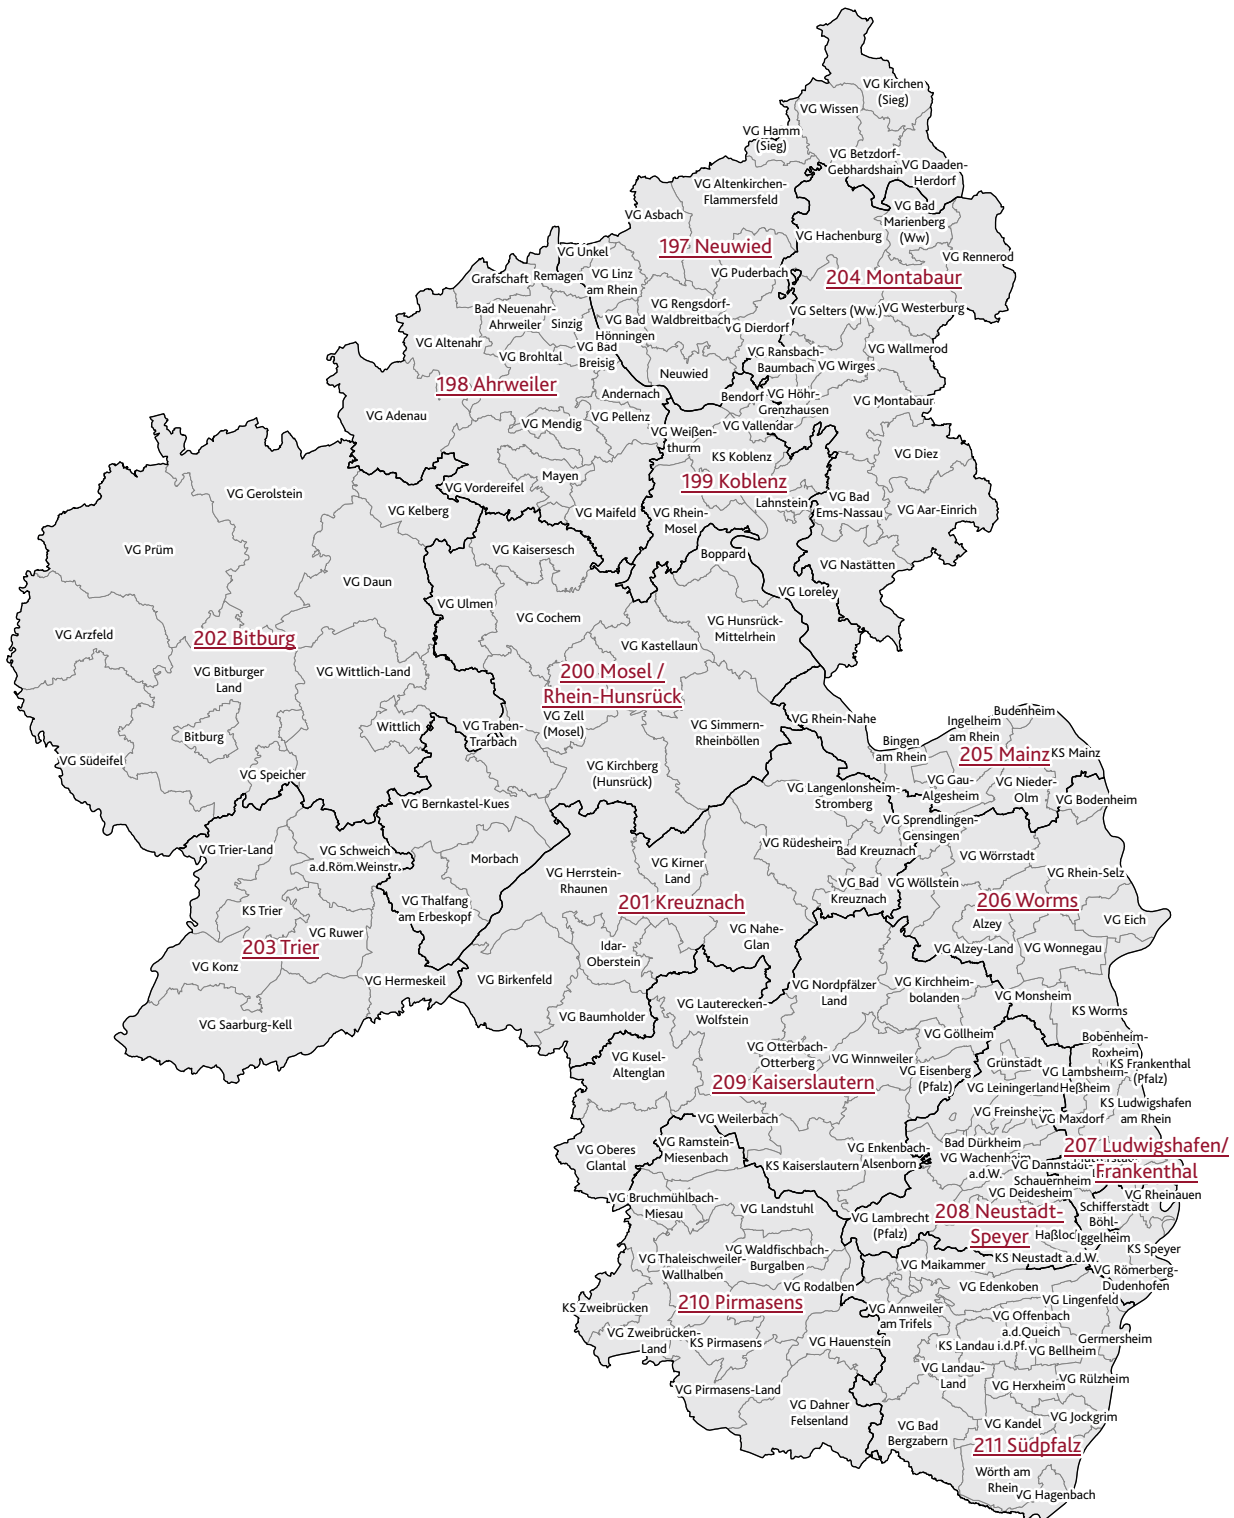 VG Kirchen
(Sieg)
VG Wissen
VG Hamm
(Sieg)
VG Betzdorf-
Gebhardshain
VG Daaden-
Herdorf
VG Altenkirchen-
Flammersfeld
VG Asbach
VG Bad
Marienberg
(Ww)
VG Hachenburg
197 Neuwied
VG Unkel
VG Rennerod
Grafschaft
Remagen
VG Linz
am Rhein
VG Puderbach
204 Montabaur
Bad Neuenahr-
Ahrweiler
Sinzig
VG Bad
Hönningen
VG Rengsdorf-
Waldbreitbach
VG Dierdorf
VG Selters (Ww.)
VG Westerburg
VG Altenahr
VG Brohltal
VG Bad
Breisig
VG Ransbach-
Baumbach
VG Wirges
VG Wallmerod
198 Ahrweiler
Neuwied
Andernach
Bendorf
VG Höhr-
Grenzhausen
VG Montabaur
VG Adenau
VG Mendig
VG Pellenz
VG Weißen-
thurm
VG Vallendar
KS Koblenz
VG Diez
VG Vordereifel
Mayen
199 Koblenz
VG Gerolstein
VG Kelberg
VG Maifeld
VG Rhein-
Mosel
Lahnstein
VG Bad
Ems-Nassau
VG Aar-Einrich
VG Prüm
VG Kaisersesch
Boppard
VG Nastätten
VG Daun
VG Ulmen
VG Cochem
VG Loreley
VG Arzfeld
202 Bitburg
VG Hunsrück-
Mittelrhein
VG Kastellaun
VG Bitburger
Land
VG Wittlich-Land
200 Mosel /
Rhein-Hunsrück
VG Zell
(Mosel)
Bitburg
Wittlich
VG Traben-
Trarbach
VG Simmern-
Rheinböllen
VG Rhein-Nahe
Budenheim
Ingelheim
am Rhein
Bingen
am Rhein
205 Mainz
KS Mainz
VG Südeifel
VG Speicher
VG Kirchberg
(Hunsrück)
VG Langenlonsheim-
Stromberg
VG Gau-
Algesheim
VG Nieder-
Olm
VG Bodenheim
VG Bernkastel-Kues
VG Sprendlingen-
Gensingen
VG Trier-Land
VG Schweich
a.d.Röm.Weinstr.
Morbach
VG Rüdesheim
Bad Kreuznach
VG Wörrstadt
VG Herrstein-
Rhaunen
VG Kirner
Land
VG Bad
Kreuznach
VG Wöllstein
VG Rhein-Selz
KS Trier
VG Thalfang
am Erbeskopf
201 Kreuznach
206 Worms
203 Trier
VG Ruwer
VG Nahe-
Glan
Alzey
VG Eich
Idar-
Oberstein
VG Alzey-Land
VG Wonnegau
VG Konz
VG Hermeskeil
VG Birkenfeld
VG Nordpfälzer
Land
VG Kirchheim-
bolanden
VG Monsheim
VG Saarburg-Kell
VG Baumholder
VG Lauterecken-
Wolfstein
KS Worms
VG Kusel-
Altenglan
VG Otterbach-
Otterberg
VG Winnweiler
VG Göllheim
VG Eisenberg
(Pfalz)
Grünstadt
Bobenheim-
Roxheim
VG Lambsheim-
Heßheim
KS Frankenthal
(Pfalz)
209 Kaiserslautern
VG Leiningerland
VG Weilerbach
VG Freinsheim
VG Maxdorf
KS Ludwigshafen
am Rhein
VG Oberes
Glantal
VG Ramstein-
Miesenbach
KS Kaiserslautern
VG Enkenbach-
Alsenborn
Bad Dürkheim
VG Wachenheim
a.d.W.
207 Ludwigshafen/
Frankenthal
VG Dannstadt-
Schauernheim
VG Bruchmühlbach-
Miesau
VG Landstuhl
VG Lambrecht
(Pfalz)
VG Deidesheim
208 Neustadt-
Speyer
Haßloch
Schifferstadt
VG Rheinauen
Böhl-
Iggelheim
VG Thaleischweiler-
Wallhalben
VG Waldfischbach-
Burgalben
KS Neustadt a.d.W.
KS Speyer
VG Maikammer
VG Römerberg-
Dudenhofen
VG Rodalben
VG Edenkoben
VG Lingenfeld
210 Pirmasens
KS Zweibrücken
VG Annweiler
am Trifels
VG Offenbach
a.d.Queich
VG Zweibrücken-
Land
KS Pirmasens
VG Hauenstein
KS Landau i.d.Pf.
VG Bellheim
Germersheim
VG Landau-
Land
VG Herxheim
VG Rülzheim
VG Pirmasens-Land
VG Dahner
Felsenland
VG Bad
Bergzabern
VG Kandel
VG Jockgrim
211 Südpfalz
Wörth am
Rhein
VG Hagenbach